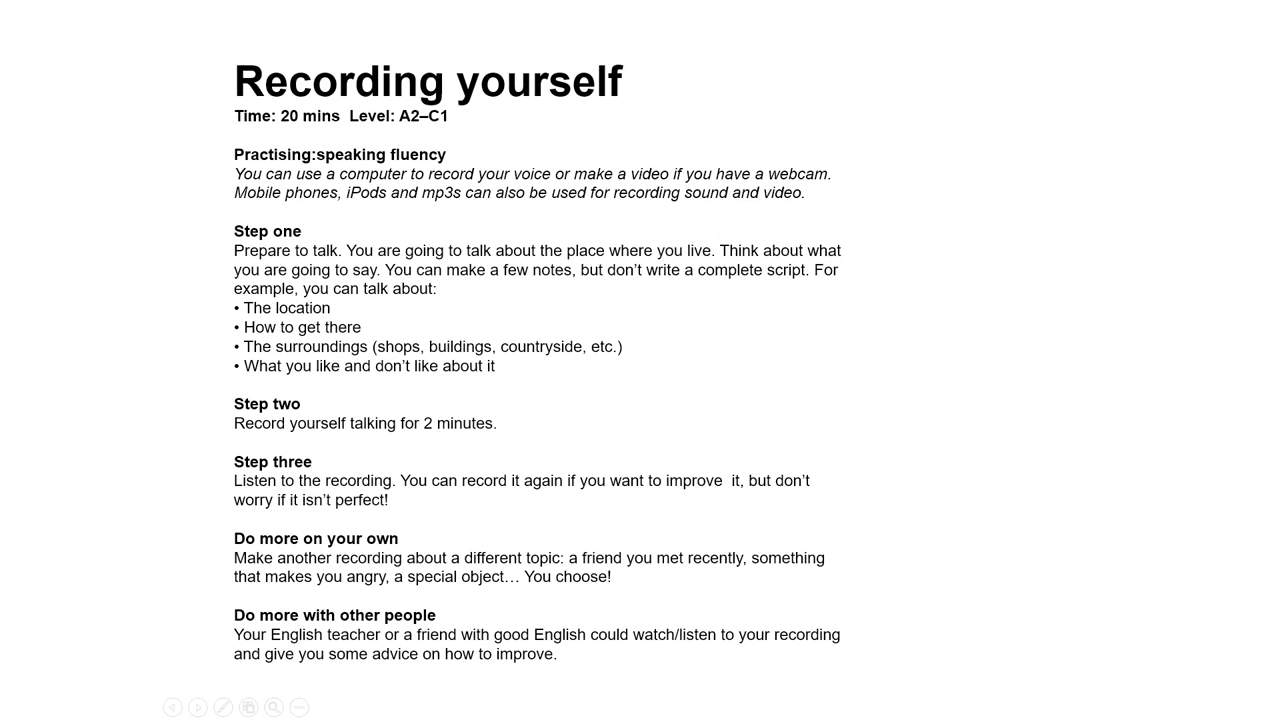 Recording yourself
Time: 20 mins  Level: A2–C1
Practising:speaking fluency
You can use a computer to record your voice or make a video if you have a webcam.
Mobile phones, iPods and mp3s can also be used for recording sound and video.
Step one
Prepare to talk. You are going to talk about the place where you live. Think about what
you are going to say. You can make a few notes, but don’t write a complete script. For
example, you can talk about:
• The location
• How to get there
• The surroundings (shops, buildings, countryside, etc.)
• What you like and don’t like about it
Step two
Record yourself talking for 2 minutes.
Step three
Listen to the recording. You can record it again if you want to improve  it, but don’t
worry if it isn’t perfect!
Do more on your own
Make another recording about a different topic: a friend you met recently, something
that makes you angry, a special object… You choose!
Do more with other people
Your English teacher or a friend with good English could watch/listen to your recording
and give you some advice on how to improve.